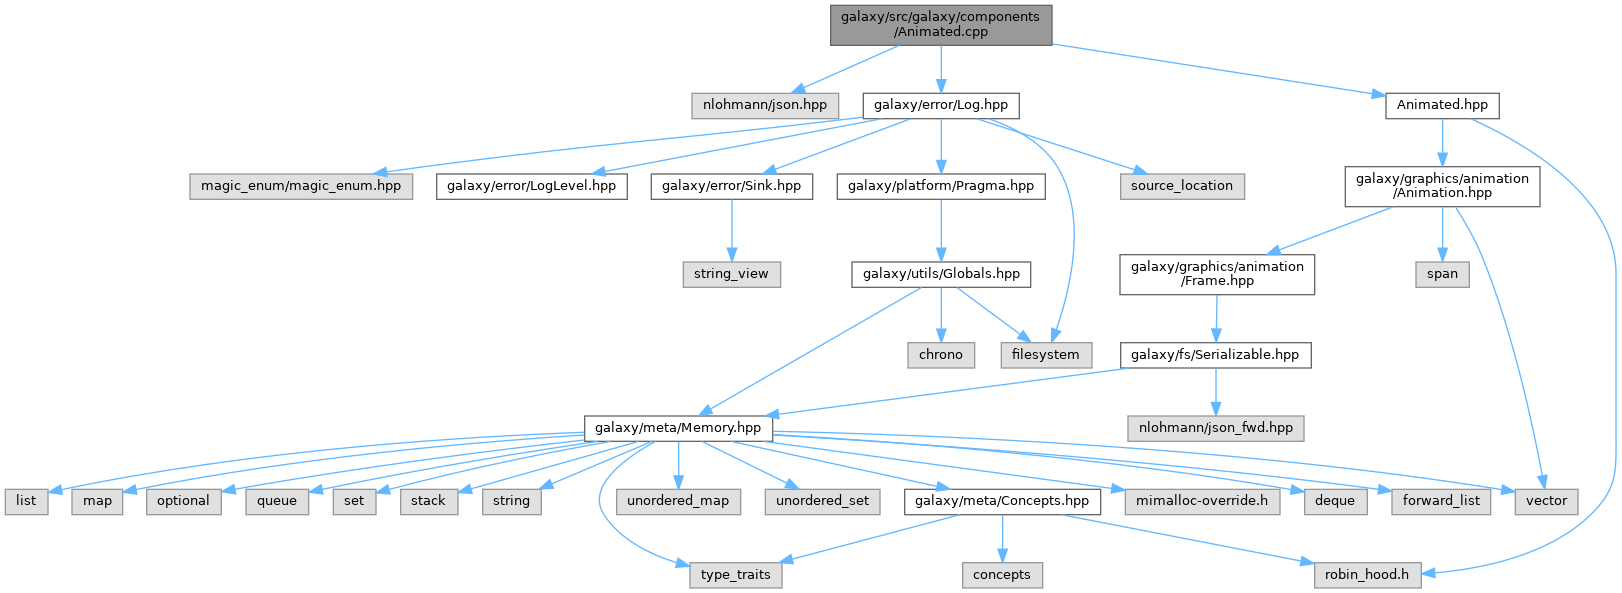 galaxy/src/galaxy/components
/Animated.cpp
nlohmann/json.hpp
galaxy/error/Log.hpp
Animated.hpp
magic_enum/magic_enum.hpp
galaxy/error/LogLevel.hpp
galaxy/error/Sink.hpp
galaxy/platform/Pragma.hpp
source_location
galaxy/graphics/animation
/Animation.hpp
string_view
galaxy/utils/Globals.hpp
galaxy/graphics/animation
/Frame.hpp
span
chrono
filesystem
galaxy/fs/Serializable.hpp
galaxy/meta/Memory.hpp
nlohmann/json_fwd.hpp
list
map
optional
queue
set
stack
string
unordered_map
unordered_set
galaxy/meta/Concepts.hpp
mimalloc-override.h
deque
forward_list
vector
type_traits
concepts
robin_hood.h